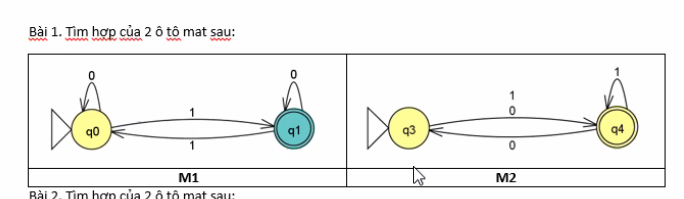 Bài 1. Tìm hợp của 2 ô tô mat sau:
0
0
1
1
1
0
1
q0
q1
q3
q4
1
0
M1
M2
Bài 2. Tìm hợp của 2 ô tô mat sau: